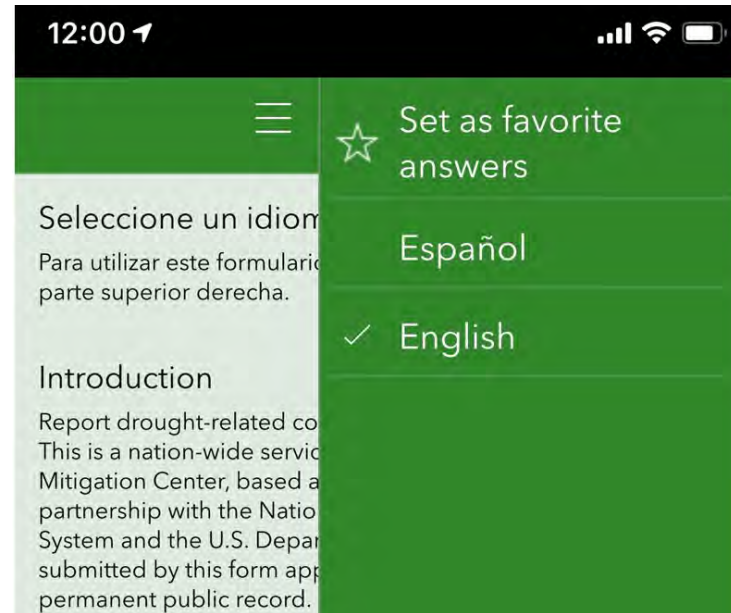 12:00
Seleccione un idiom
Para utilizar este formulario
parte superior derecha.
Introduction
Report drought-related co
This is a nation-wide servic
Mitigation Center, based a
partnership with the Natio
System and the U.S. Depar
submitted by this form app
permanent public record.
Set as favorite
answers
Español
English